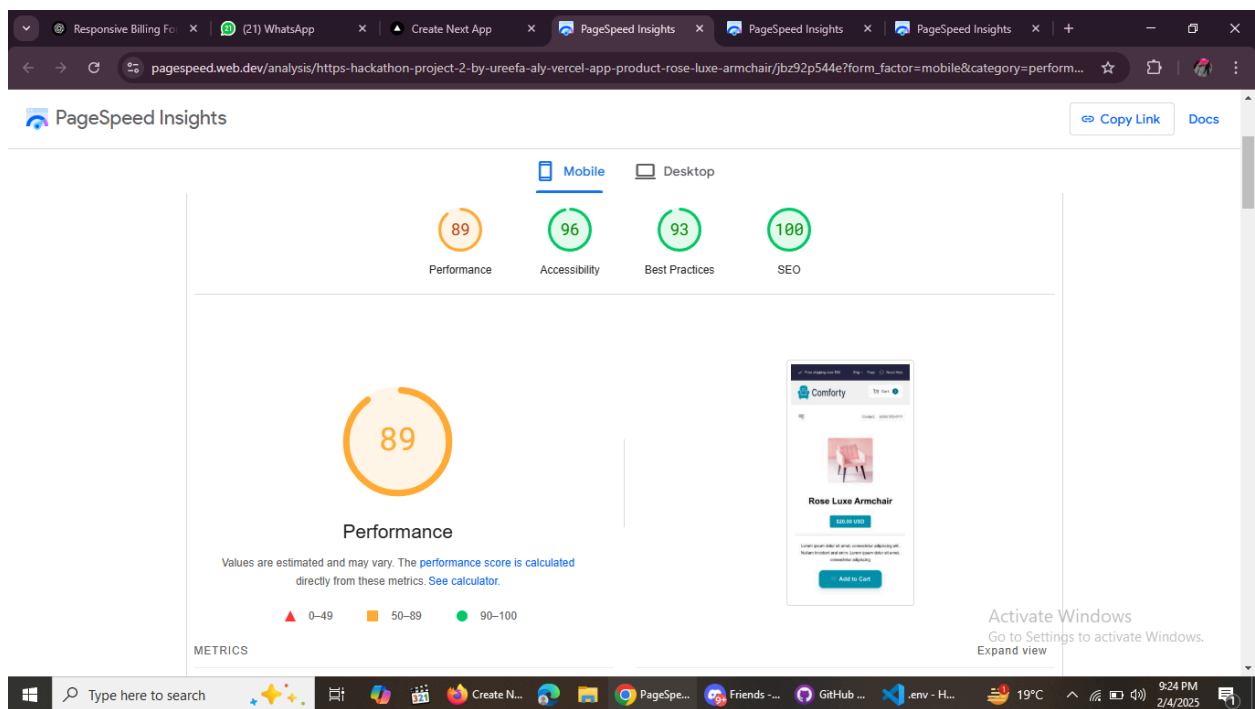 Responsive Billing Fo
(21) WhatsApp
Create Next App
PageSpeed Insights
PageSpeed Insights
PageSpeed Insights
pagespeed.web.dev/analysis/https-hackathon-project-2-by-ureefa-aly-vercel-app-product-rose-luxe-armchair/jbz92p544e?form_factor=mobile&category=perform...
PageSpeed Insights
Copy Link
Docs
Mobile
Desktop
89
96
93
100
Performance
Accessibility
Best Practices
SEO
Comforty
Cart
Rose Luxe Armchair
$20.00 USD
Add to Cart
89
Performance
Values are estimated and may vary. The performance score is calculated
directly from these metrics. See calculator.
0–49
50–89
90–100
METRICS
Expand view
Activate Windows
Go to Settings to activate Windows.
Type here to search
Create N...
PageSpe...
Friends -...
GitHub ...
.env - H...
19°C
9:24 PM
2/4/2025